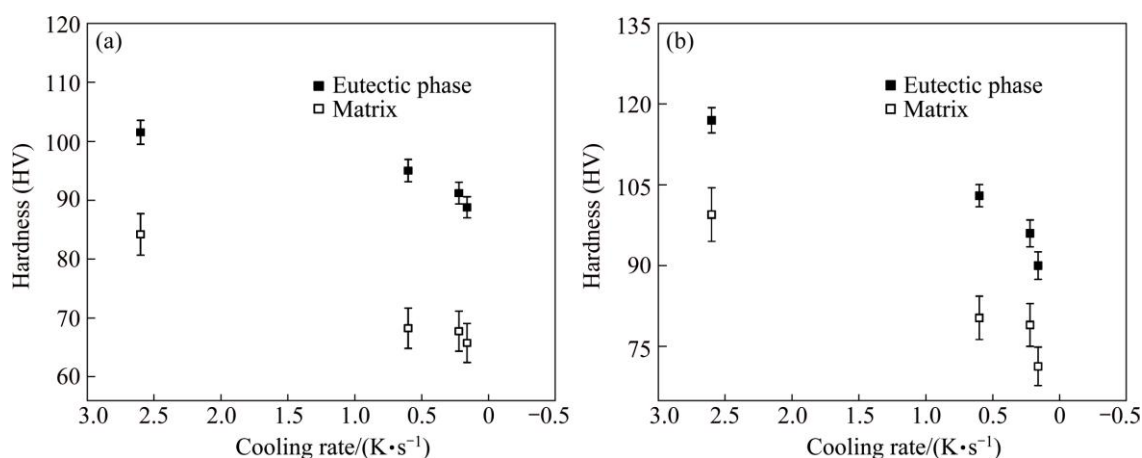 (a)
120
110
100
90
80
70
60
Hardness (HV)
Eutectic phase
Matrix
3.0 2.5 2.0 1.5 1.0 0.5 0 −0.5
Cooling rate/(K•s⁻¹)
(b)
135
120
105
90
75
Hardness (HV)
Eutectic phase
Matrix
3.0 2.5 2.0 1.5 1.0 0.5 0 −0.5
Cooling rate/(K•s⁻¹)